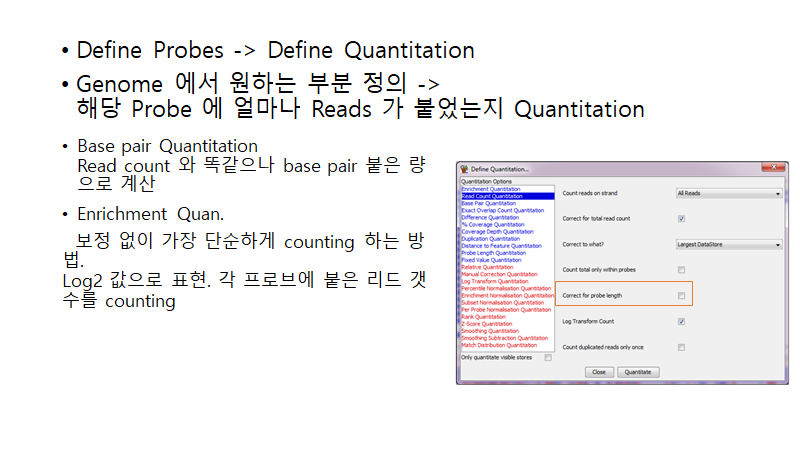 • Define Probes -> Define Quantitation
• Genome 에서 원하는 부분 정의 ->
해당 Probe 에 얼마나 Reads 가 붙었는지 Quantitation
• Base pair Quantitation
Read count 와 똑같으나 base pair 붙은 량
으로 계산
• Enrichment Quan.
보정 없이 가장 단순하게 counting 하는 방
법.
Log2 값으로 표현. 각 프로브에 붙은 리드 갯
수를 counting
Define Quantitation...
Quantitation Options
Enrichment Quantitation
Read Count Quantitation
Base Pair Quantitation
Exact Overlap Count Quantitation
Difference Quantitation
% Coverage Quantitation
Coverage Depth Quantitation
Duplication Quantitation
Distance to Feature Quantitation
Probe Length Quantitation
Fixed Value Quantitation
Relative Quantitation
Manual Correction Quantitation
Log Transform Quantitation
Percentile Normalisation Quantitation
Enrichment Normalisation Quantitation
Subset Normalisation Quantitation
Per Probe Normalisation Quantitation
Rank Quantitation
Z-Score Quantitation
Smoothing Quantitation
Smoothing Subtraction Quantitation
Match Distribution Quantitation
Only quantitate visible stores
Count reads on strand All Reads
Correct for total read count
Correct to what? Largest DataStore
Count total only within probes
Correct for probe length
Log Transform Count
Count duplicated reads only once
Close Quantitate